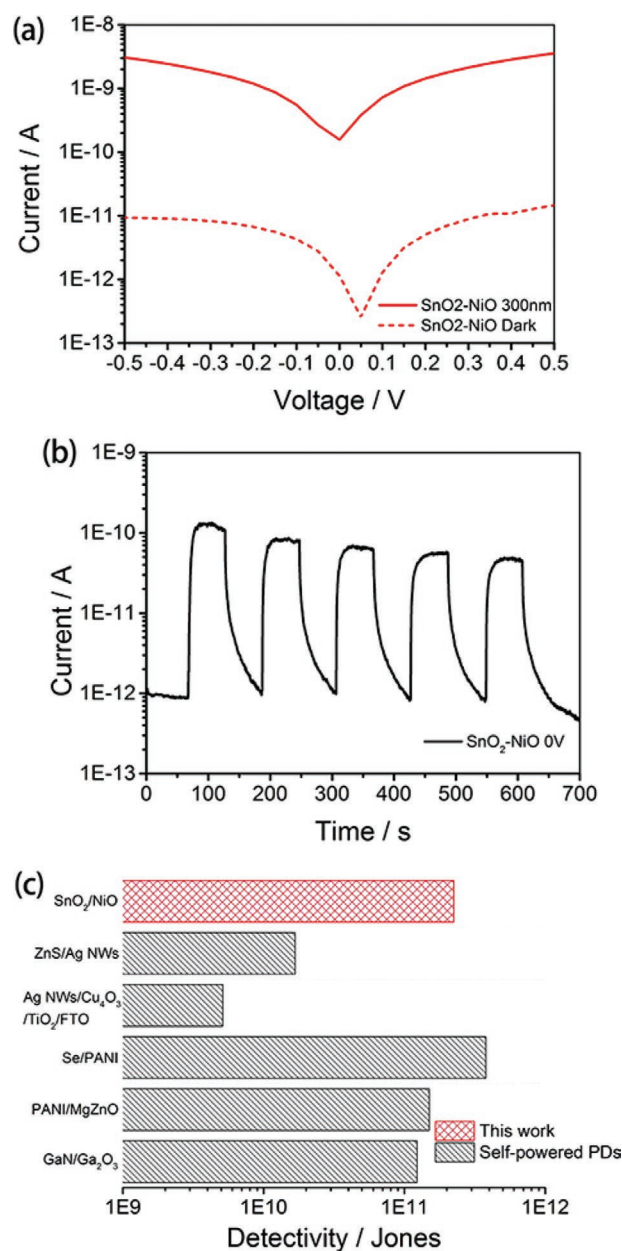 (a)
1E-8
1E-9
1E-10
1E-11
1E-12
1E-13
Current / A
SnO2-NiO 300nm
SnO2-NiO Dark
-0.5 -0.4 -0.3 -0.2 -0.1 0.0 0.1 0.2 0.3 0.4 0.5
Voltage / V
(b)
1E-9
1E-10
1E-11
1E-12
1E-13
Current / A
SnO₂-NiO 0V
0 100 200 300 400 500 600 700
Time / s
(c)
SnO₂/NiO
ZnS/Ag NWs
Ag NWs/Cu₄O₃
/TiO₂/FTO
Se/PANI
PANI/MgZnO
GaN/Ga₂O₃
This work
Self-powered PDs
1E9 1E10 1E11 1E12
Detectivity / Jones